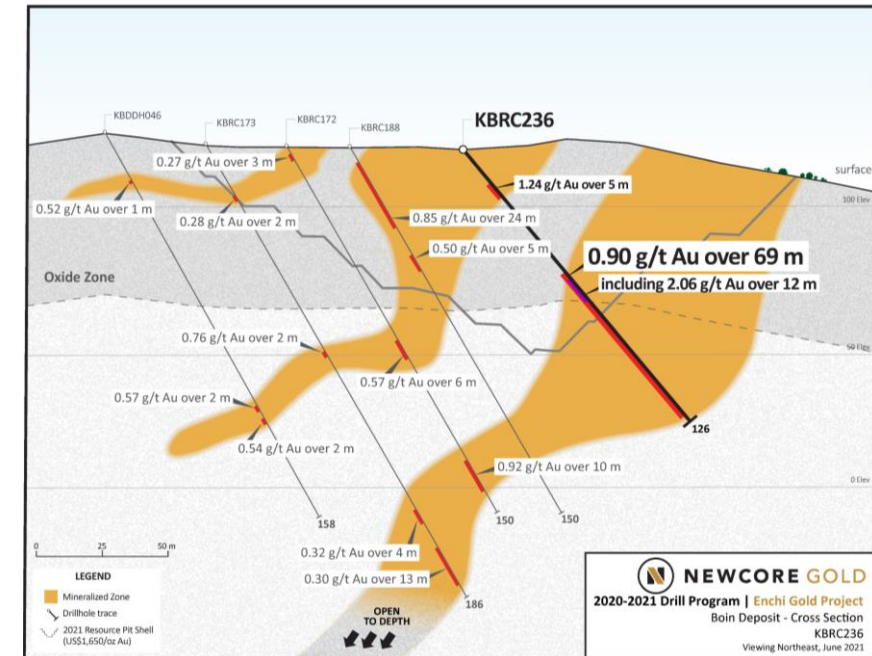 KBDDH046
KBRC173
KBRC172
KBRC188
KBRC236
surface
0.27 g/t Au over 3 m
1.24 g/t Au over 5 m
100 Elev
0.52 g/t Au over 1 m
0.28 g/t Au over 2 m
0.85 g/t Au over 24 m
0.50 g/t Au over 5 m
0.90 g/t Au over 69 m
Oxide Zone
including 2.06 g/t Au over 12 m
0.76 g/t Au over 2 m
50 Elev
0.57 g/t Au over 6 m
0.57 g/t Au over 2 m
126
0.54 g/t Au over 2 m
0.92 g/t Au over 10 m
0 Elev
158
150
150
0.32 g/t Au over 4 m
0 25 50 m
0.30 g/t Au over 13 m
186
LEGEND
Mineralized Zone
Drillhole trace
2021 Resource Pit Shell
(US$1,650/oz Au)
OPEN
TO DEPTH
N NEWCORE GOLD
2020-2021 Drill Program | Enchi Gold Project
Boin Deposit - Cross Section
KBRC236
Viewing Northeast, June 2021